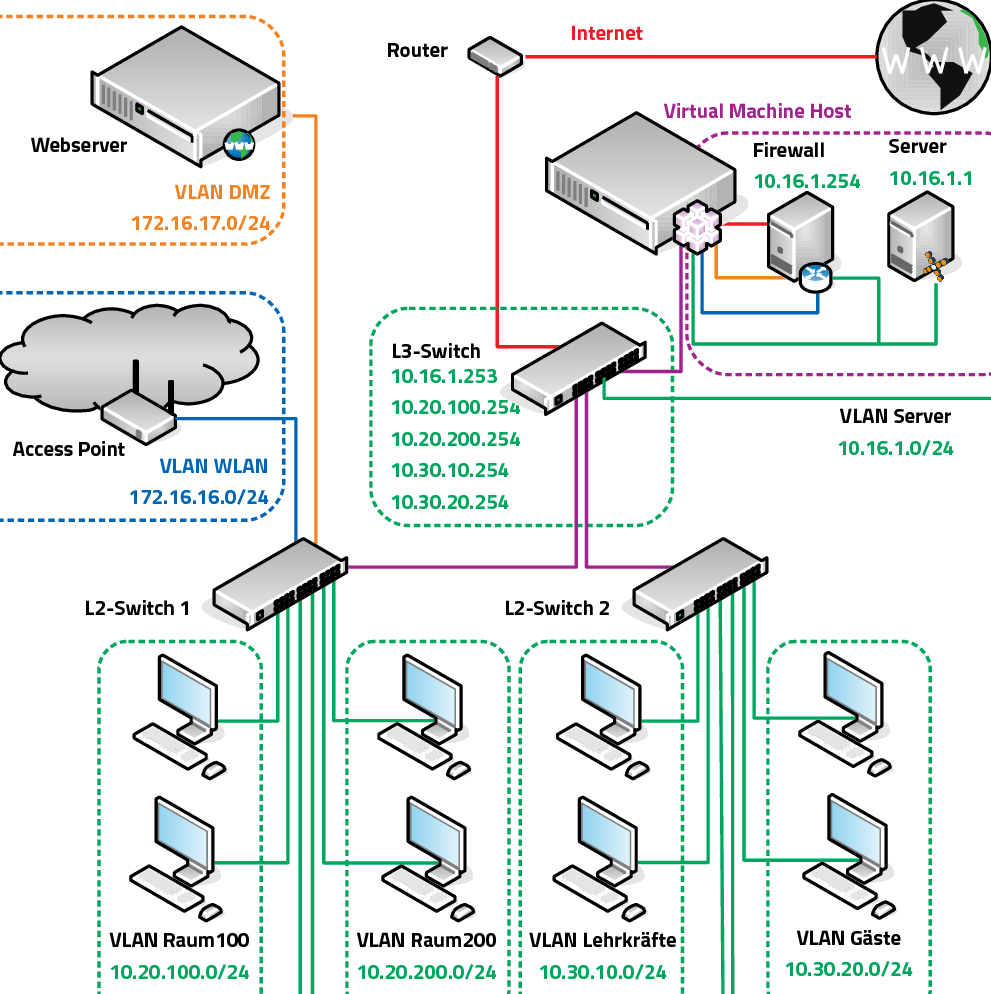 Router
Internet
WWW
Webserver
www
VLAN DMZ
172.16.17.0/24
Virtual Machine Host
Firewall
10.16.1.254
Server
10.16.1.1
L3-Switch
10.16.1.253
10.20.100.254
10.20.200.254
10.30.10.254
10.30.20.254
VLAN Server
10.16.1.0/24
Access Point
VLAN WLAN
172.16.16.0/24
L2-Switch 1
L2-Switch 2
VLAN Raum100
10.20.100.0/24
VLAN Raum200
10.20.200.0/24
VLAN Lehrkräfte
10.30.10.0/24
VLAN Gäste
10.30.20.0/24